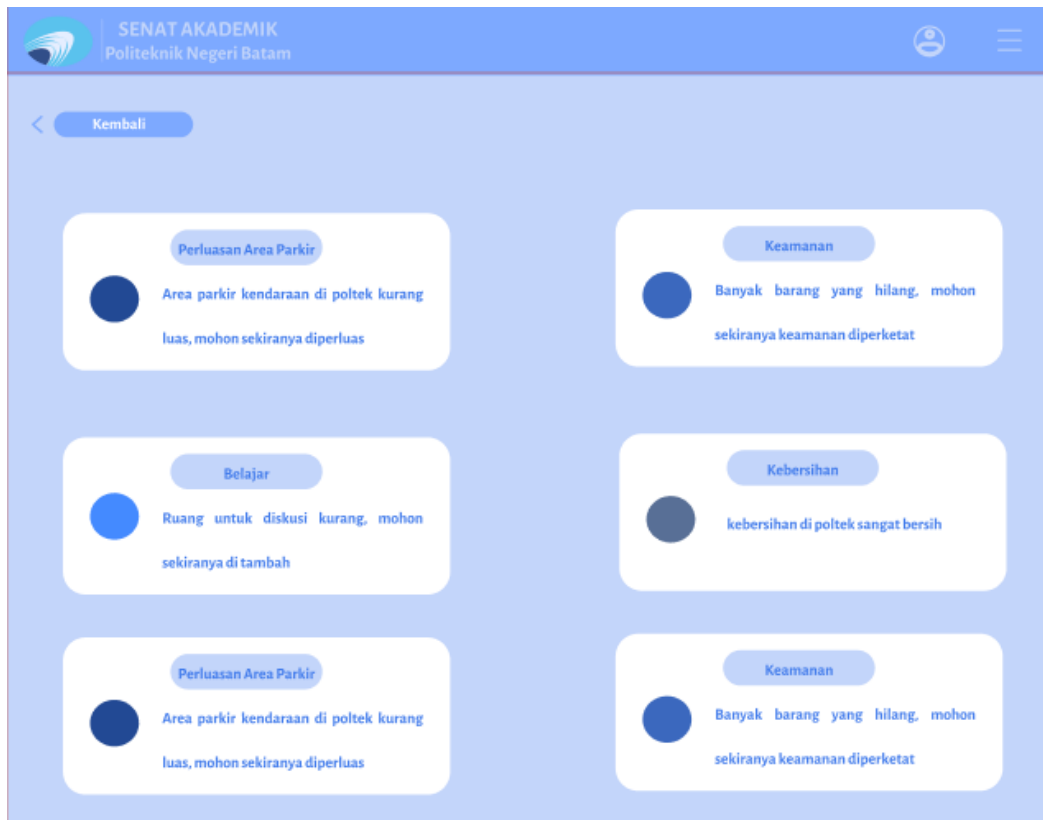 SENAT AKADEMIK
Politeknik Negeri Batam
Kembali
Perluasan Area Parkir
Area parkir kendaraan di poltek kurang
luas, mohon sekiranya diperluas
Keamanan
Banyak barang yang hilang, mohon
sekiranya keamanan diperketat
Belajar
Ruang untuk diskusi kurang, mohon
sekiranya di tambah
Kebersihan
kebersihan di poltek sangat bersih
Perluasan Area Parkir
Area parkir kendaraan di poltek kurang
luas, mohon sekiranya diperluas
Keamanan
Banyak barang yang hilang, mohon
sekiranya keamanan diperketat